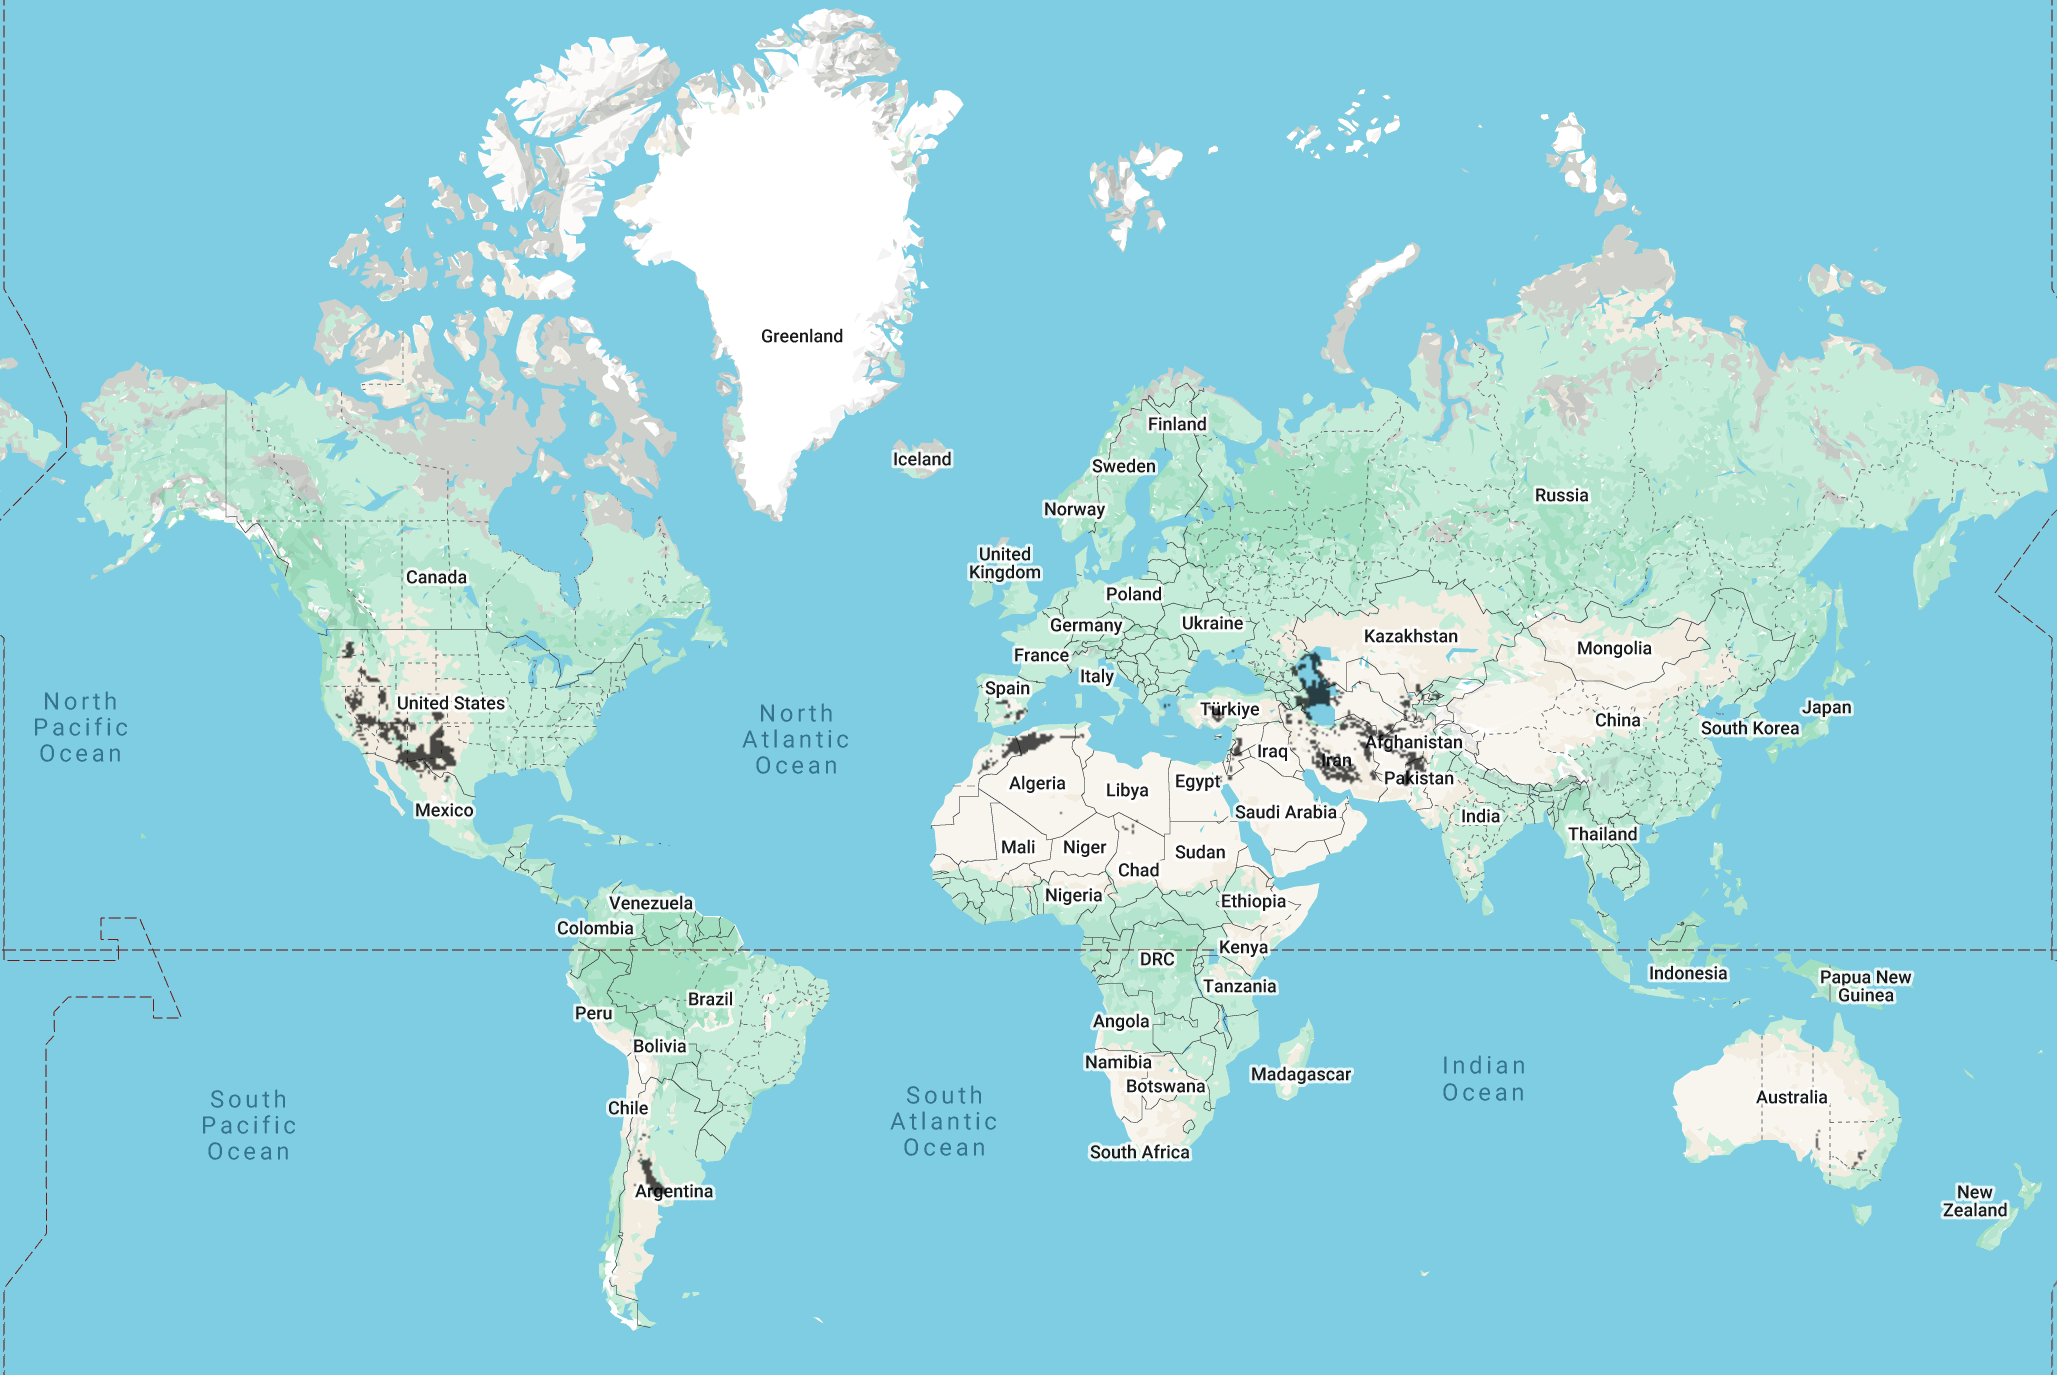 Greenland
Iceland
Finland
Sweden
Norway
Russia
United
Kingdom
Canada
Poland
Germany
Ukraine
France
Kazakhstan
Mongolia
Italy
Spain
North
Pacific
Ocean
United States
North
Atlantic
Ocean
Türkiye
China
Japan
South Korea
Afghanistan
Iraq
Iran
Pakistan
Algeria
Libya
Egypt
Mexico
Saudi Arabia
India
Thailand
Mali
Niger
Sudan
Chad
Nigeria
Ethiopia
Venezuela
Colombia
Kenya
DRC
Indonesia
Papua New
Guinea
Tanzania
Brazil
Peru
Angola
Bolivia
Namibia
Botswana
Madagascar
Indian
Ocean
Australia
South
Pacific
Ocean
Chile
South
Atlantic
Ocean
South Africa
Argentina
New
Zealand